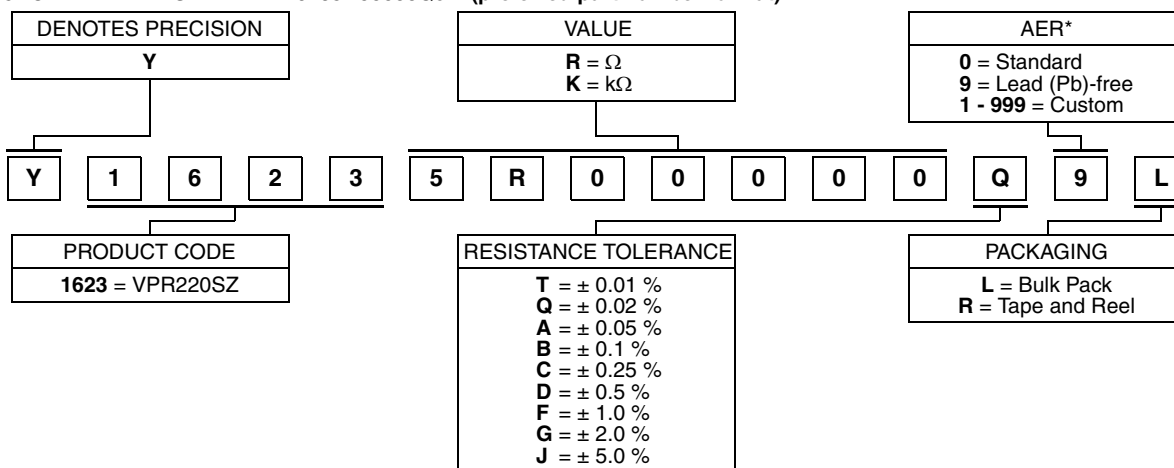 DENOTES PRECISION
Y
VALUE
R = Ω
K = kΩ
AER*
0 = Standard
9 = Lead (Pb)-free
1 - 999 = Custom
Y 1 6 2 3 5 R 0 0 0 0 0 Q 9 L
PRODUCT CODE
1623 = VPR220SZ
RESISTANCE TOLERANCE
T = ± 0.01 %
Q = ± 0.02 %
A = ± 0.05 %
B = ± 0.1 %
C = ± 0.25 %
D = ± 0.5 %
F = ± 1.0 %
G = ± 2.0 %
J = ± 5.0 %
PACKAGING
L = Bulk Pack
R = Tape and Reel